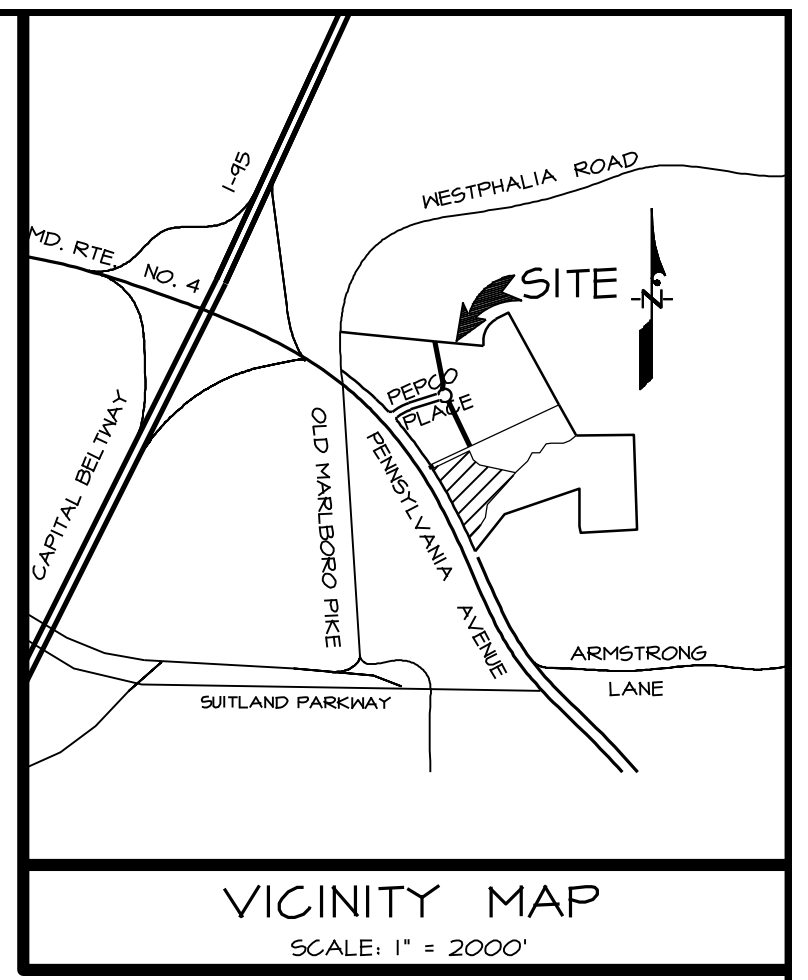 I-95
WESTPHALIA ROAD
MD. RTE. NO. 4
SITE
N
PEPCO
PLACE
CAPITAL BELTWAY
OLD MARLBORO PIKE
PENNSYLVANIA AVENUE
ARMSTRONG
LANE
SUITLAND PARKWAY
VICINITY MAP
SCALE: 1" = 2000'